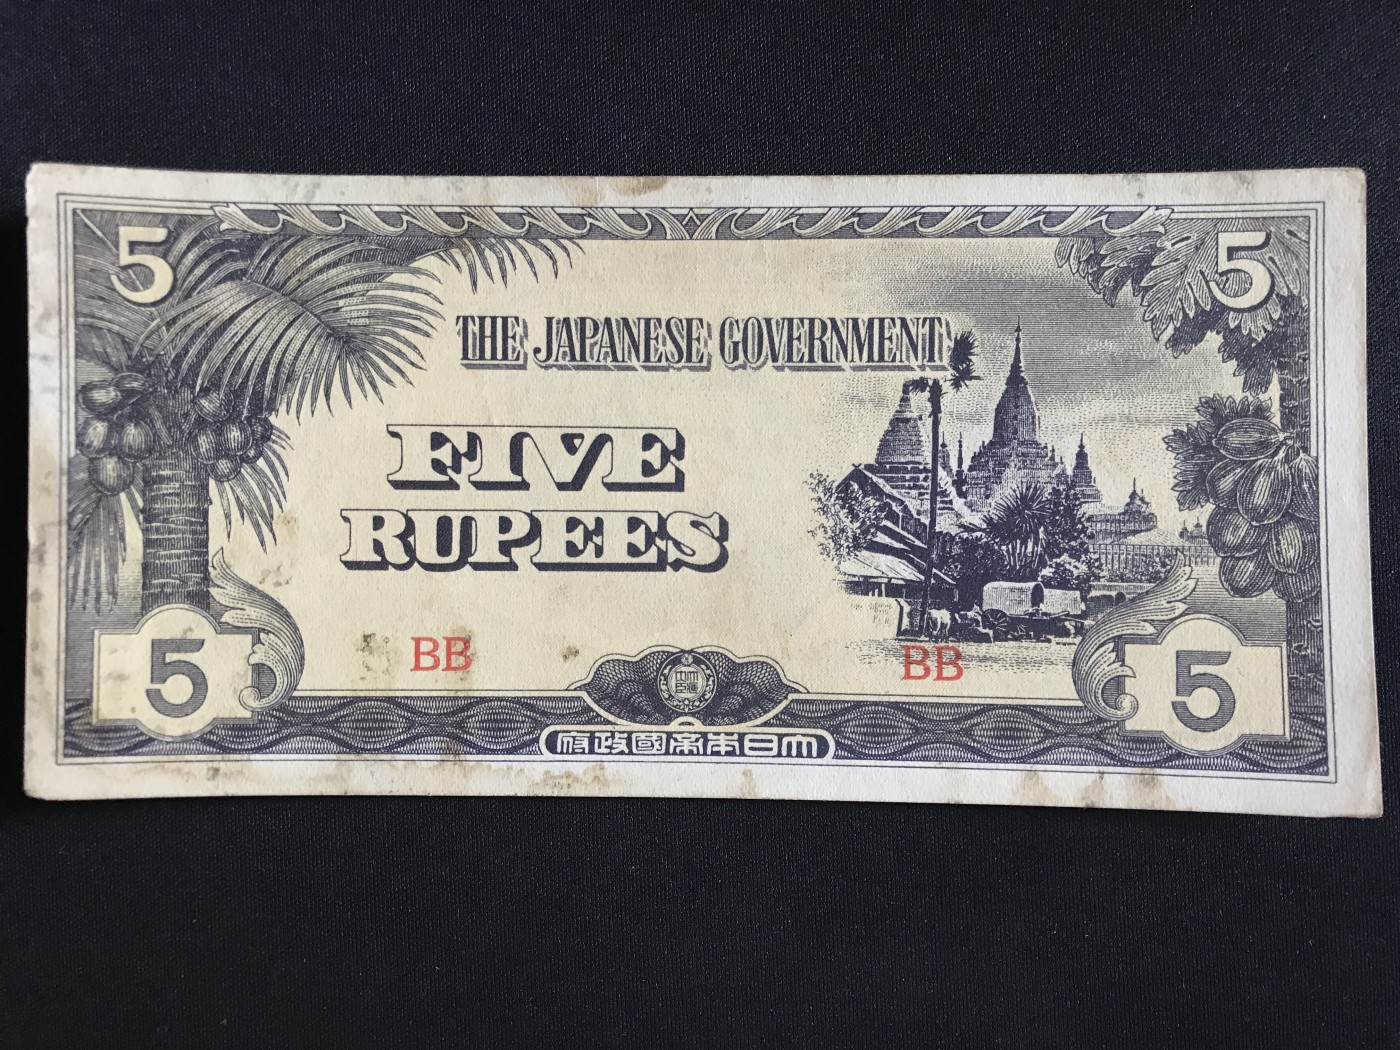 5 5
THE JAPANESE GOVERNMENT
FIVE
RUPEES
BB BB
5 5
大日本帝國政府